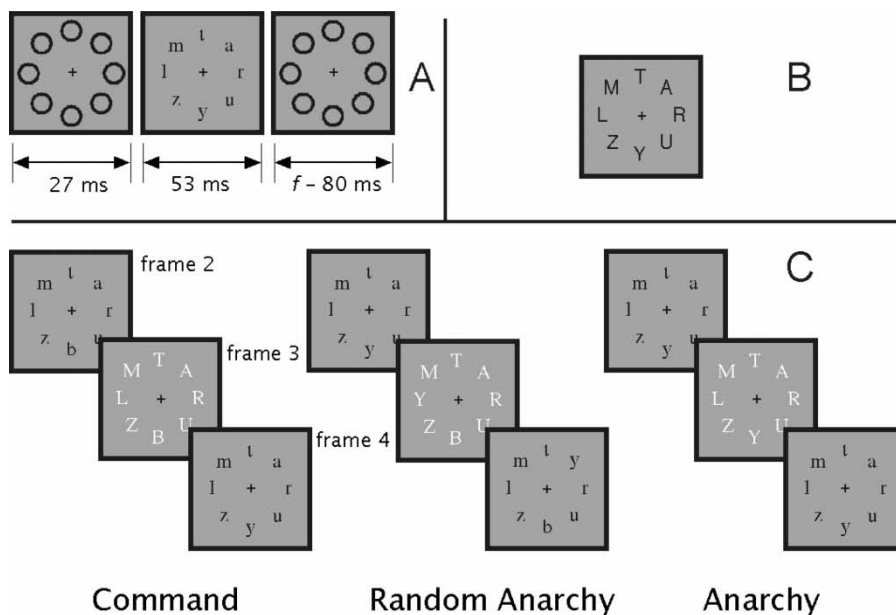 A
+
t
m a
l + r
z u
y
+
27 ms
53 ms
f – 80 ms
B
T
M A
L + R
Z U
Y
C
frame 2
t
m a
l + r
z u
b
frame 3
T
M A
L + R
Z U
B
frame 4
t
m a
l + r
z u
y
Command
t
m a
l + r
z u
y
T
M A
Y + R
Z U
B
t
m y
l + r
z u
b
Random Anarchy
t
m a
l + r
z u
y
T
M A
L + R
Z U
Y
t
m a
l + r
z u
y
Anarchy